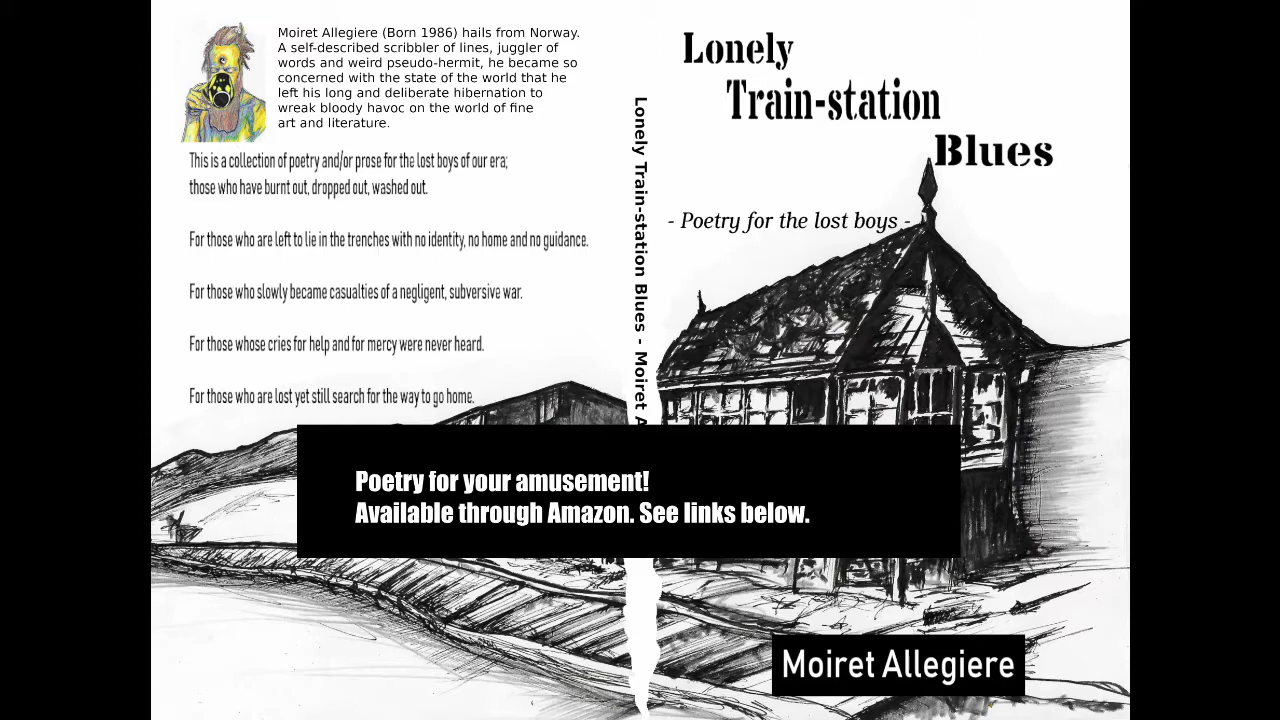 Moiret Allegiere (Born 1986) hails from Norway.
A self-described scribbler of lines, juggler of
words and weird pseudo-hermit, he became so
concerned with the state of the world that he
left his long and deliberate hibernation to
wreak bloody havoc on the world of fine
art and literature.
This is a collection of poetry and/or prose for the lost boys of our era;
those who have burnt out, dropped out, washed out.
For those who are left to lie in the trenches with no identity, no home and no guidance.
For those who slowly became casualties of a negligent, subversive war.
For those whose cries for help and for mercy were never heard.
For those who are lost yet still search for the way to go home.
Lonely Train-station Blues - Moiret A
Lonely
Train-station
Blues
- Poetry for the lost boys -
Poetry for your amusement!
Available through Amazon. See links below.
Moiret Allegiere